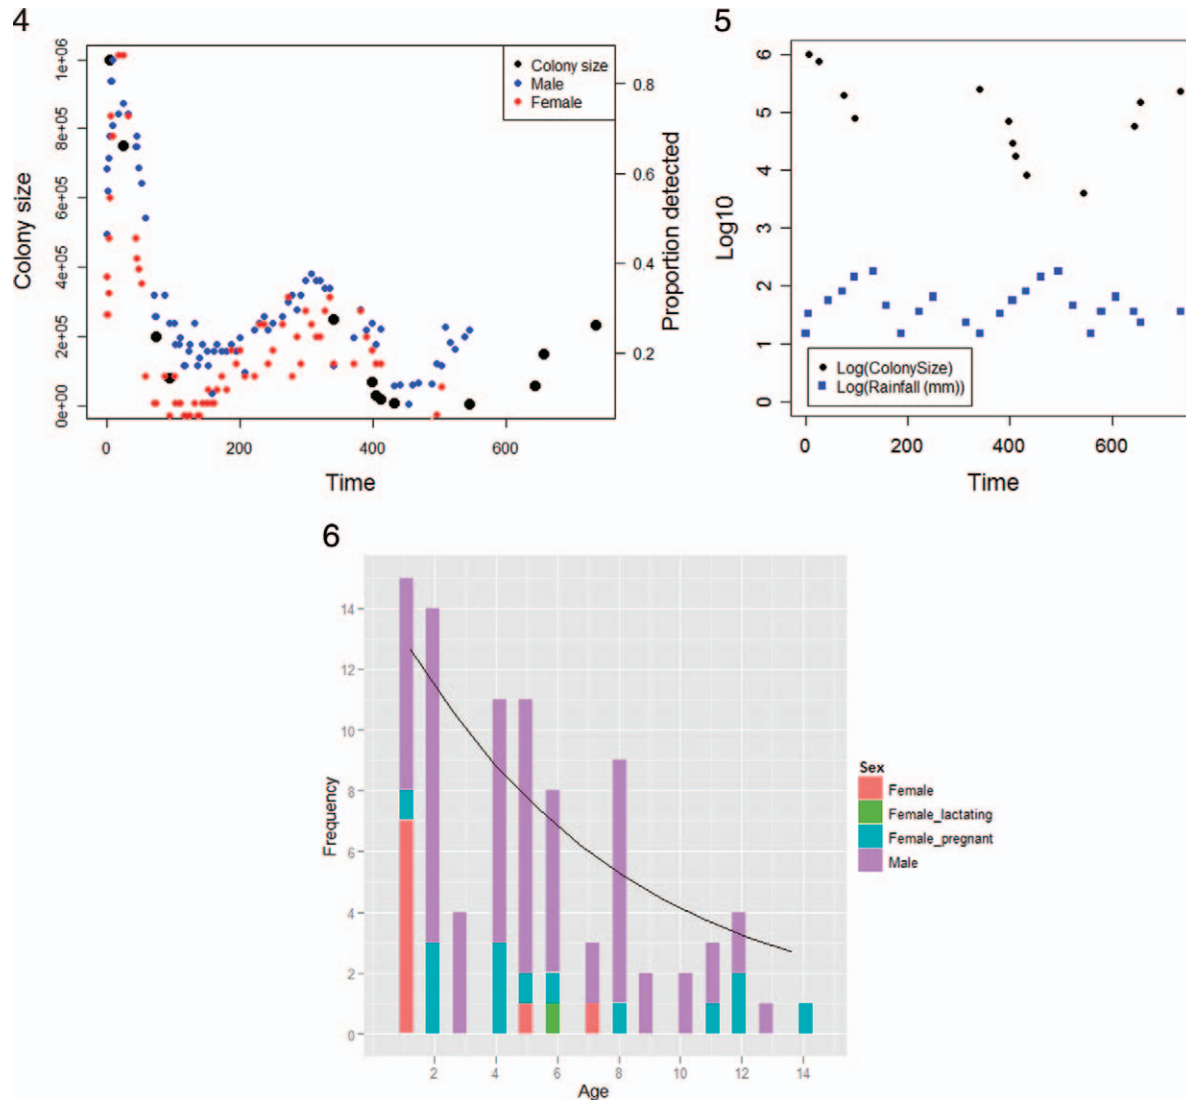 4
Colony size
0e+00 2e+05 4e+05 6e+05 8e+05 1e+06
Colony size
Male
Female
0.2 0.4 0.6 0.8
Proportion detected
0 200 400 600
Time
5
Log10
0 1 2 3 4 5 6
Log(ColonySize)
Log(Rainfall (mm))
0 200 400 600
Time
6
Frequency
0 2 4 6 8 10 12 14
2 4 6 8 10 12 14
Age
Sex
Female
Female_lactating
Female_pregnant
Male